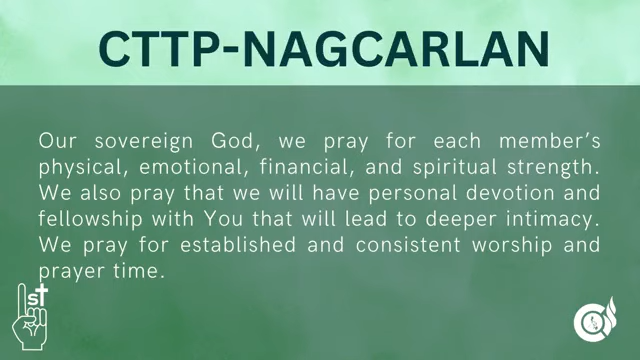 CTTP-NAGCARLAN
Our sovereign God, we pray for each member's
physical, emotional, financial, and spiritual strength.
We also pray that we will have personal devotion and
fellowship with You that will lead to deeper intimacy.
We pray for established and consistent worship and
prayer time.
st